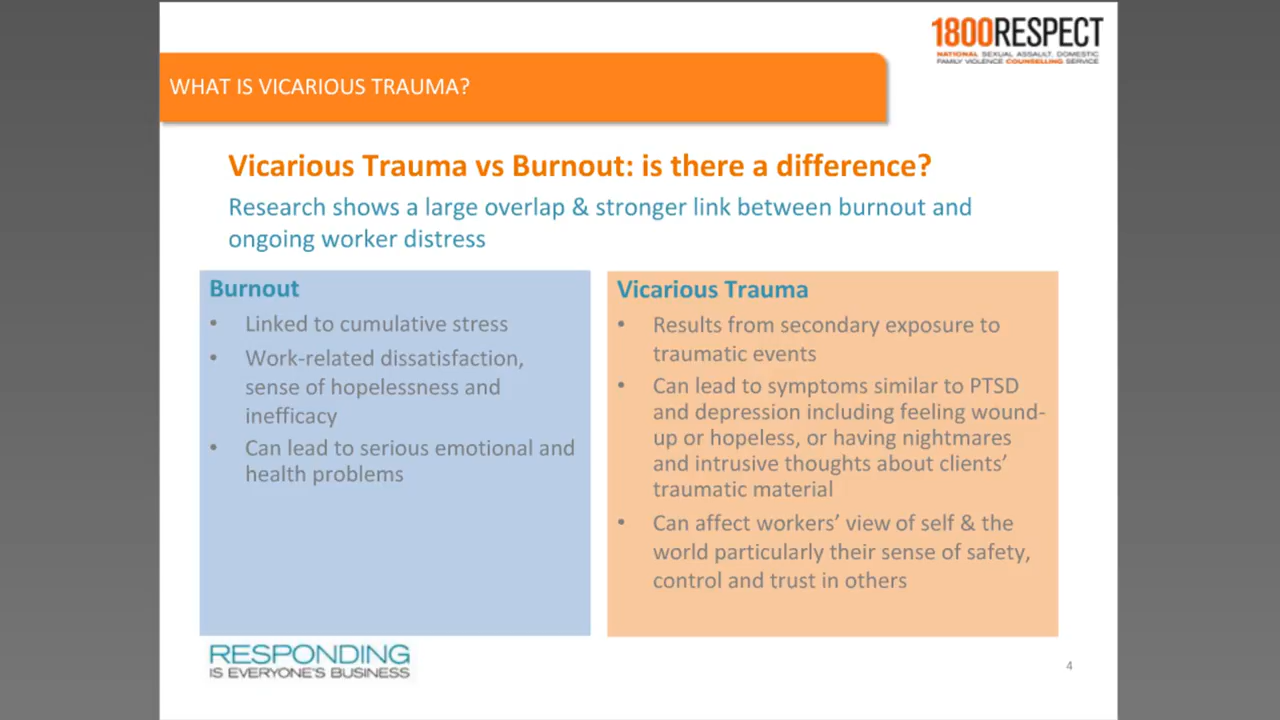 1800RESPECT
NATIONAL SEXUAL ASSAULT, DOMESTIC
FAMILY VIOLENCE COUNSELLING SERVICE
WHAT IS VICARIOUS TRAUMA?
Vicarious Trauma vs Burnout: is there a difference?
Research shows a large overlap & stronger link between burnout and
ongoing worker distress
Burnout
• Linked to cumulative stress
• Work-related dissatisfaction,
sense of hopelessness and
inefficacy
• Can lead to serious emotional and
health problems
Vicarious Trauma
• Results from secondary exposure to
traumatic events
• Can lead to symptoms similar to PTSD
and depression including feeling wound-
up or hopeless, or having nightmares
and intrusive thoughts about clients’
traumatic material
• Can affect workers’ view of self & the
world particularly their sense of safety,
control and trust in others
RESPONDING
IS EVERYONE'S BUSINESS
4